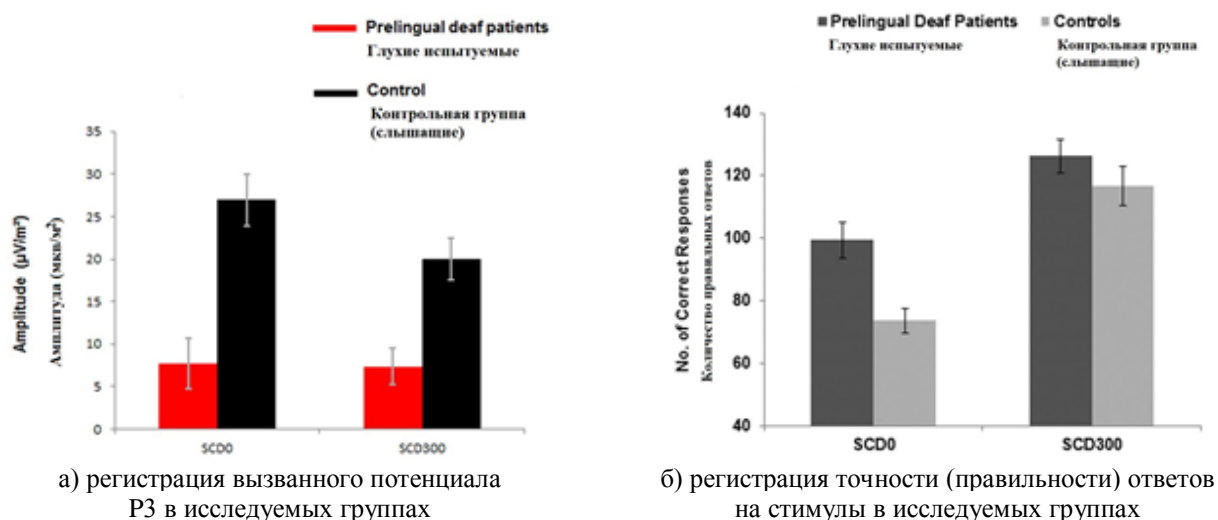 Prelingual deaf patients
Глухие испытуемые
Control
Контрольная группа
(слышащие)
Amplitude (µV/m²)
Амплитуда (мкв/м²)
35
30
25
20
15
10
5
0
SCD0
SCD300
а) регистрация вызванного потенциала
Р3 в исследуемых группах
Prelingual Deaf Patients
Глухие испытуемые
Controls
Контрольная группа
(слышащие)
No. of Correct Responses
Количество правильных ответов
140
120
100
80
60
40
SCD0
SCD300
б) регистрация точности (правильности) ответов
на стимулы в исследуемых группах